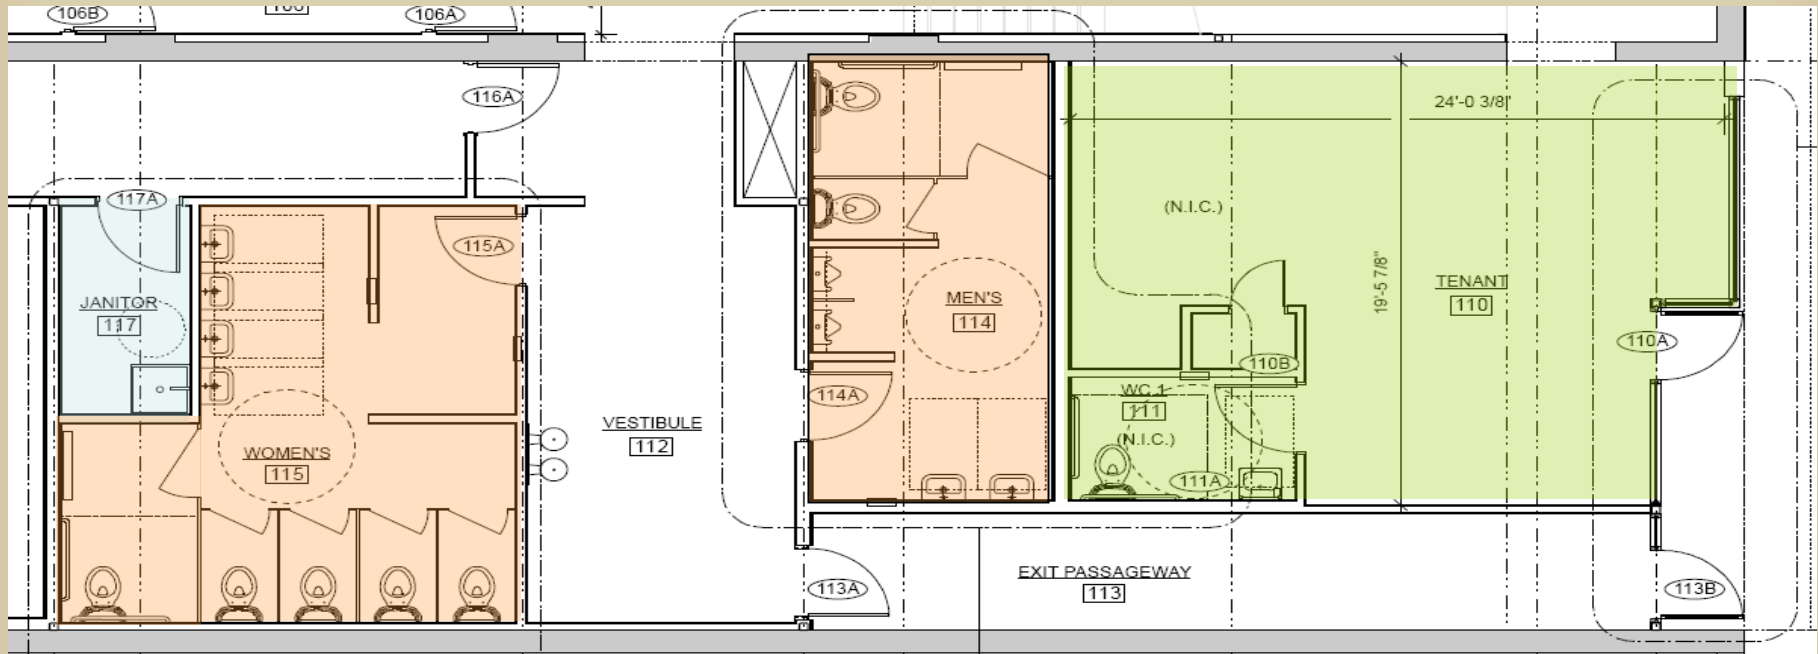 106B
106A
116A
24'-0 3/8"
117A
(N.I.C.)
115A
19'-5 7/8"
TENANT
110
JANITOR
117
MEN'S
114
110A
110B
114A
WC 1
111
(N.I.C.)
VESTIBULE
112
WOMEN'S
115
111A
EXIT PASSAGEWAY
113
113A
113B